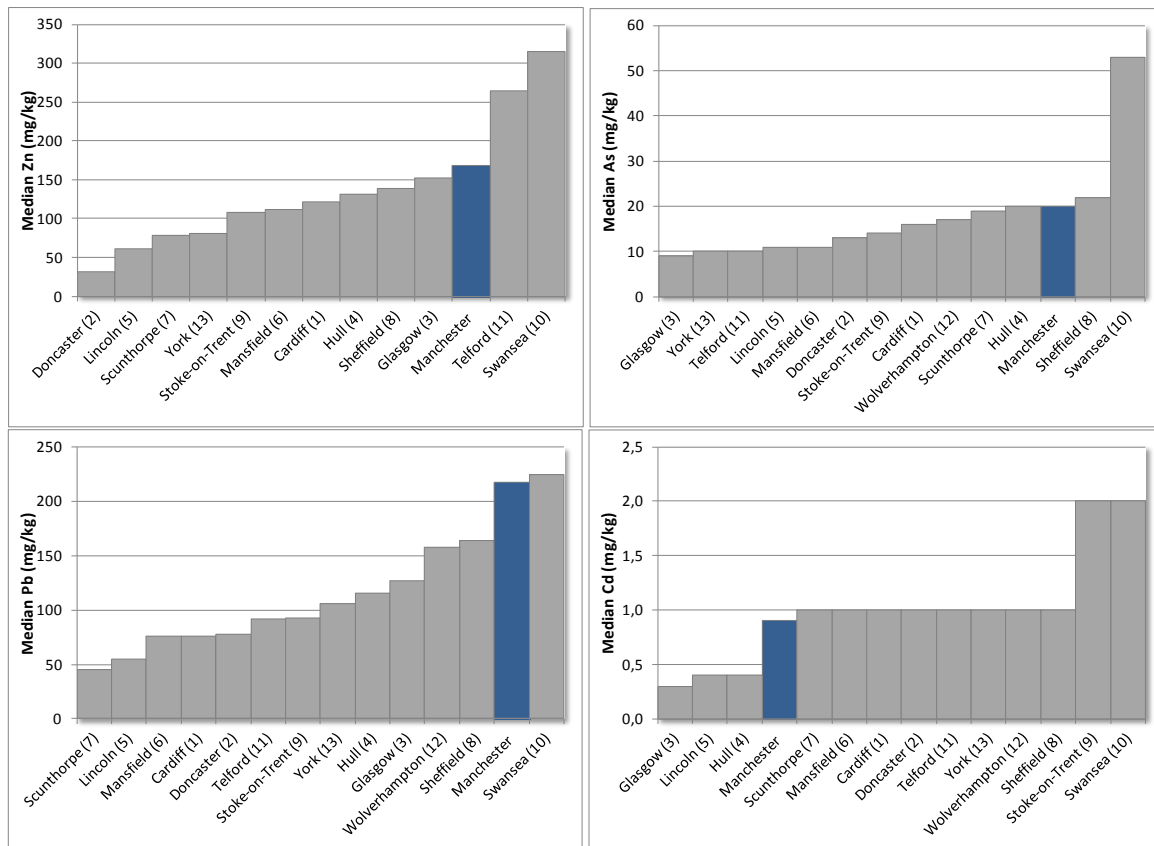 350
300
250
200
150
100
50
0
Median Zn (mg/kg)
Doncaster (2)
Lincoln (5)
Scunthorpe (7)
York (13)
Stoke-on-Trent (9)
Mansfield (6)
Cardiff (1)
Hull (4)
Sheffield (8)
Glasgow (3)
Manchester
Telford (11)
Swansea (10)
60
50
40
30
20
10
0
Median As (mg/kg)
Glasgow (3)
York (13)
Telford (11)
Lincoln (5)
Mansfield (6)
Doncaster (2)
Stoke-on-Trent (9)
Cardiff (1)
Wolverhampton (12)
Scunthorpe (7)
Hull (4)
Manchester
Sheffield (8)
Swansea (10)
250
200
150
100
50
0
Median Pb (mg/kg)
Scunthorpe (7)
Lincoln (5)
Mansfield (6)
Cardiff (1)
Doncaster (2)
Telford (11)
Stoke-on-Trent (9)
York (13)
Hull (4)
Glasgow (3)
Wolverhampton (12)
Sheffield (8)
Manchester
Swansea (10)
2,5
2,0
1,5
1,0
0,5
0,0
Median Cd (mg/kg)
Glasgow (3)
Lincoln (5)
Hull (4)
Manchester
Scunthorpe (7)
Mansfield (6)
Cardiff (1)
Doncaster (2)
Telford (11)
York (13)
Wolverhampton (12)
Sheffield (8)
Stoke-on-Trent (9)
Swansea (10)